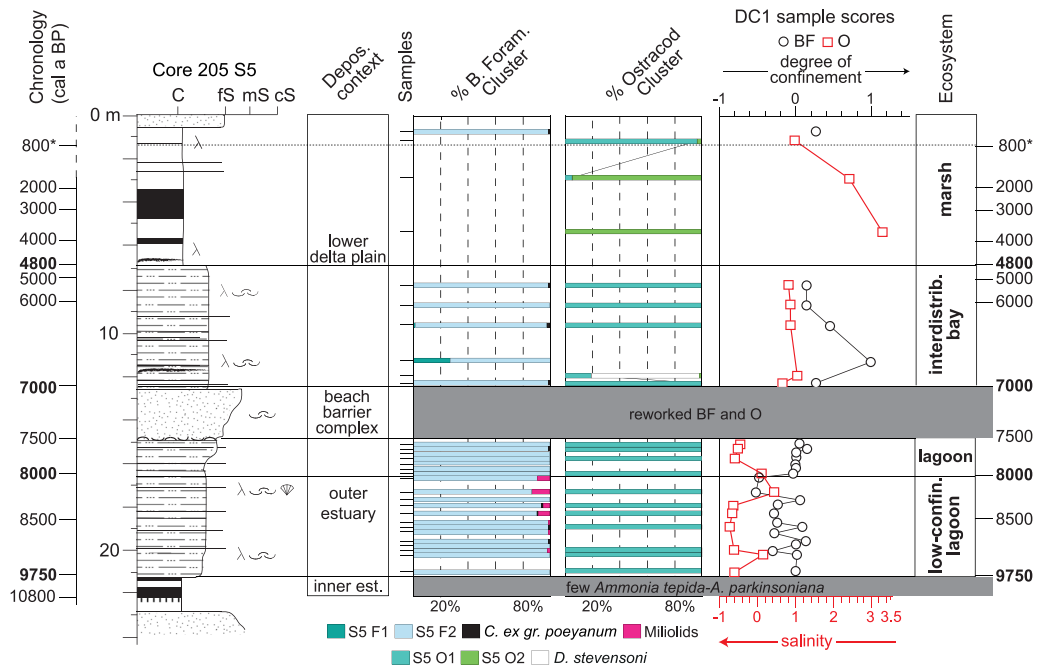 Chronology
(cal a BP)
Core 205 S5
C fS mS cS
Depos.
context
Samples
% B. Foram.
Cluster
% Ostracod
Cluster
DC1 sample scores
BF O
degree of
confinement
-1 0 1
Ecosystem
0 m
10
20
800*
2000
3000
4000
4800
5000
6000
7000
7500
8000
8500
9750
10800
lower
delta plain
beach
barrier
complex
outer
estuary
inner est.
reworked BF and O
few Ammonia tepida-A. parkinsoniana
marsh
interdistrib.
bay
lagoon
low-confin.
lagoon
800*
2000
3000
4000
4800
5000
6000
7000
7500
8000
8500
9750
20% 80% 20% 80%
-1 0 1 2 3 3.5
salinity
-1 0 1
S5 F1 S5 F2 C. ex gr. poeyanum Miliolids
S5 O1 S5 O2 D. stevensoni